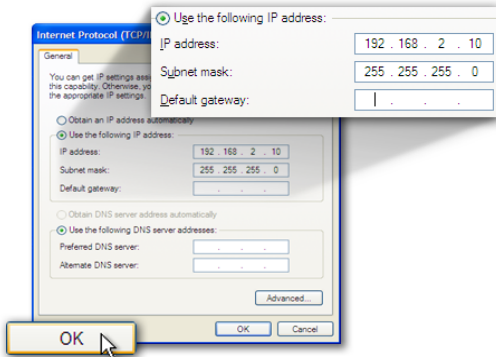 Use the following IP address:
IP address: 192 . 168 . 2 . 10
Subnet mask: 255 . 255 . 255 . 0
Default gateway: . . .
Internet Protocol (TCP/
General
You can get IP settings
this capability. Otherwise,
the appropriate IP settings.
Obtain an IP address automatically
Use the following IP address:
IP address: 192 . 168 . 2 . 10
Subnet mask: 255 . 255 . 255 . 0
Default gateway: . . .
Obtain DNS server address automatically
Use the following DNS server addresses:
Preferred DNS server: . . .
Alternate DNS server: . . .
Advanced...
OK Cancel
OK